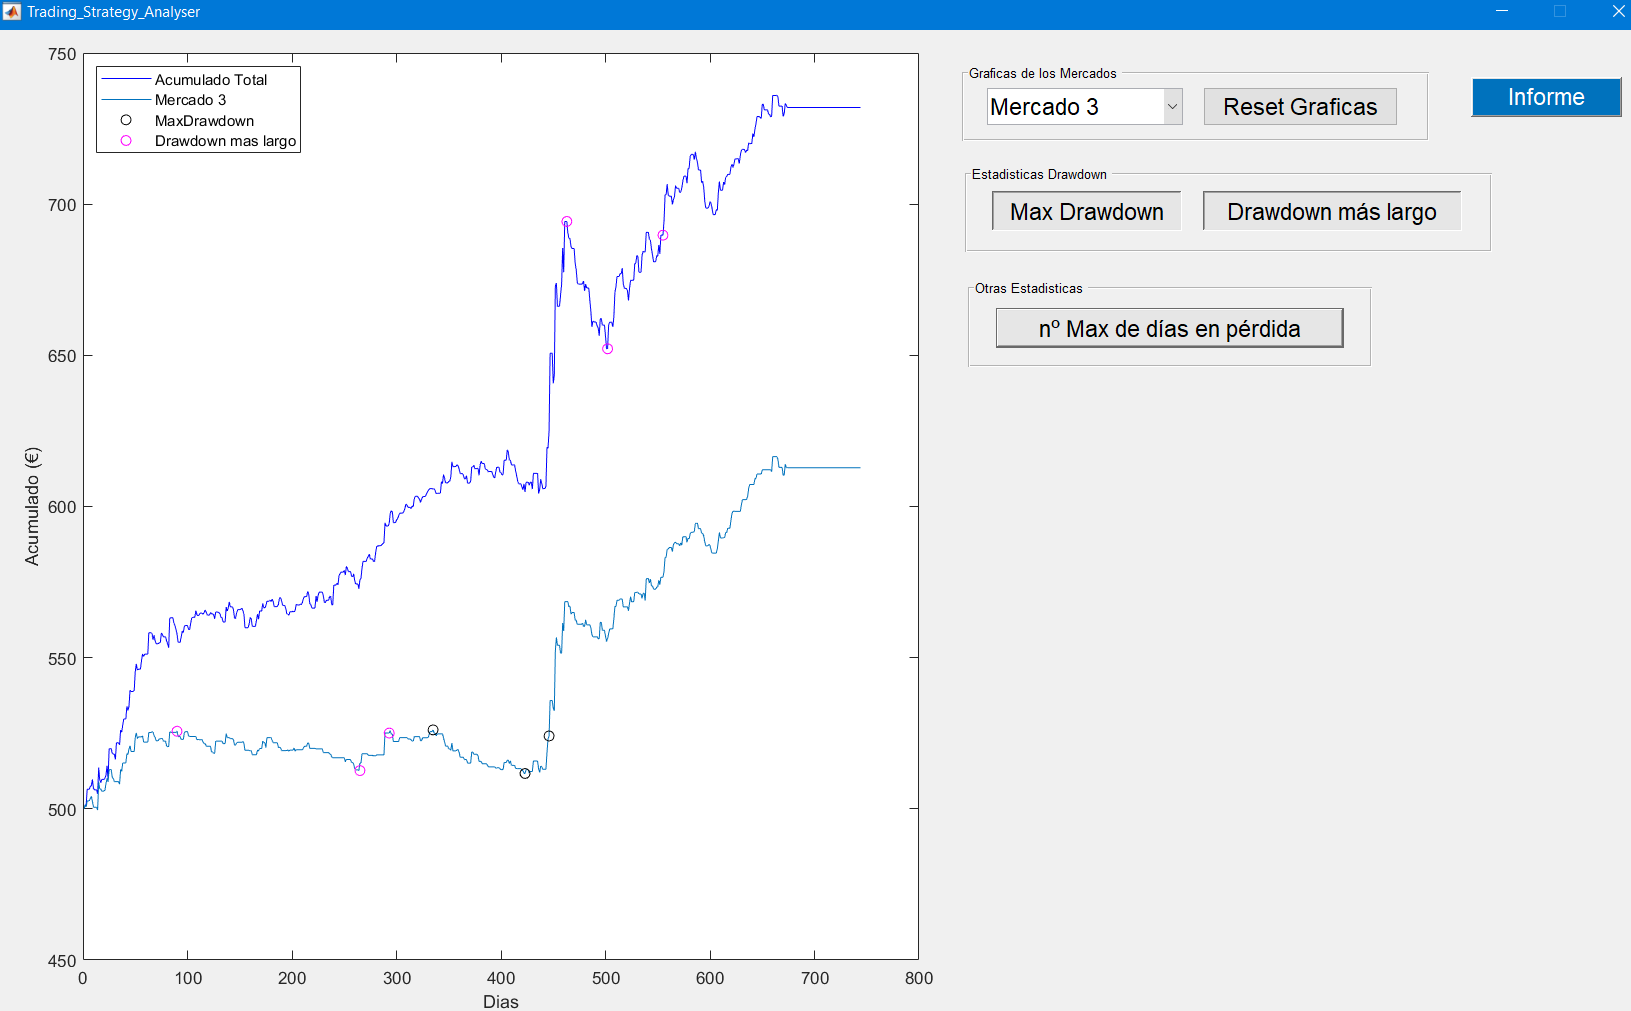 Trading_Strategy_Analyser
750
700
650
600
550
500
450
0 100 200 300 400 500 600 700 800
Dias
Acumulado (€)
Acumulado Total
Mercado 3
MaxDrawdown
Drawdown mas largo
Graficas de los Mercados
Mercado 3
Reset Graficas
Informe
Estadisticas Drawdown
Max Drawdown
Drawdown más largo
Otras Estadisticas
nº Max de días en pérdida